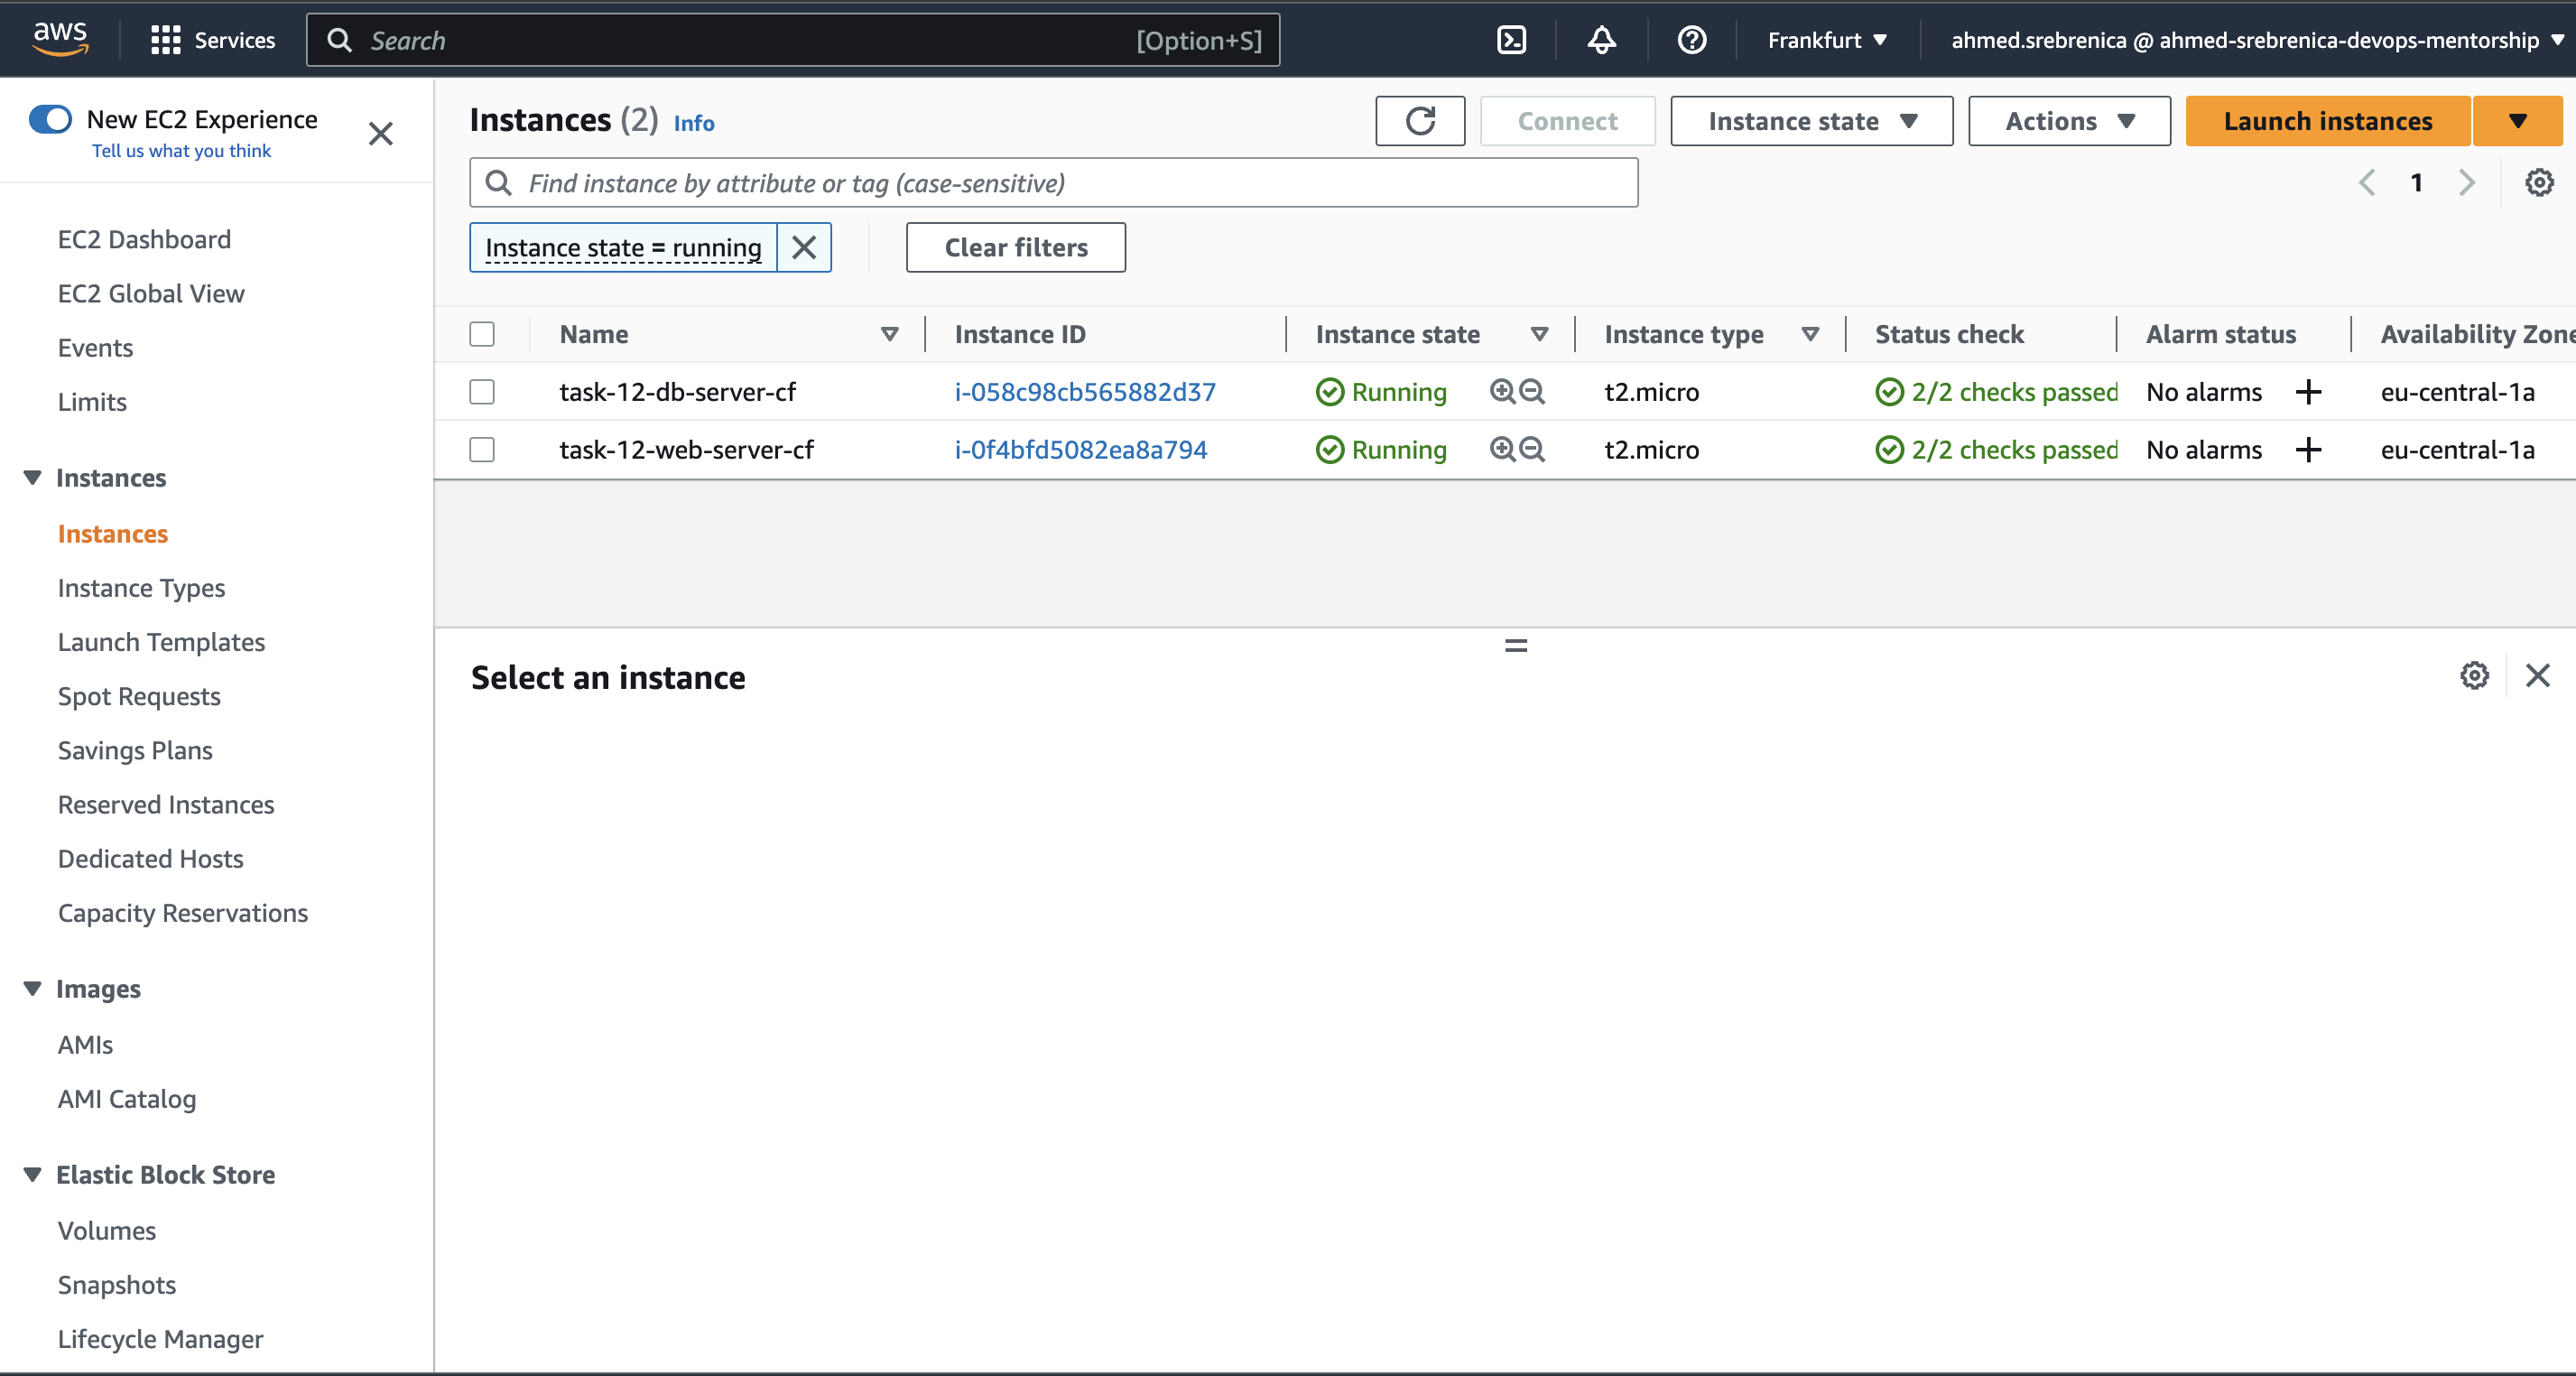 aws
Services
Search
[Option+S]
Frankfurt
ahmed.srebrenica @ ahmed-srebrenica-devops-mentorship
New EC2 Experience
Tell us what you think
EC2 Dashboard
EC2 Global View
Events
Limits
Instances
Instances
Instance Types
Launch Templates
Spot Requests
Savings Plans
Reserved Instances
Dedicated Hosts
Capacity Reservations
Images
AMIs
AMI Catalog
Elastic Block Store
Volumes
Snapshots
Lifecycle Manager
Instances (2) Info
Connect
Instance state
Actions
Launch instances
Find instance by attribute or tag (case-sensitive)
1
Instance state = running
Clear filters
Name Instance ID Instance state Instance type Status check Alarm status Availability Zone
task-12-db-server-cf i-058c98cb565882d37 Running t2.micro 2/2 checks passed No alarms eu-central-1a
task-12-web-server-cf i-0f4bfd5082ea8a794 Running t2.micro 2/2 checks passed No alarms eu-central-1a
Select an instance